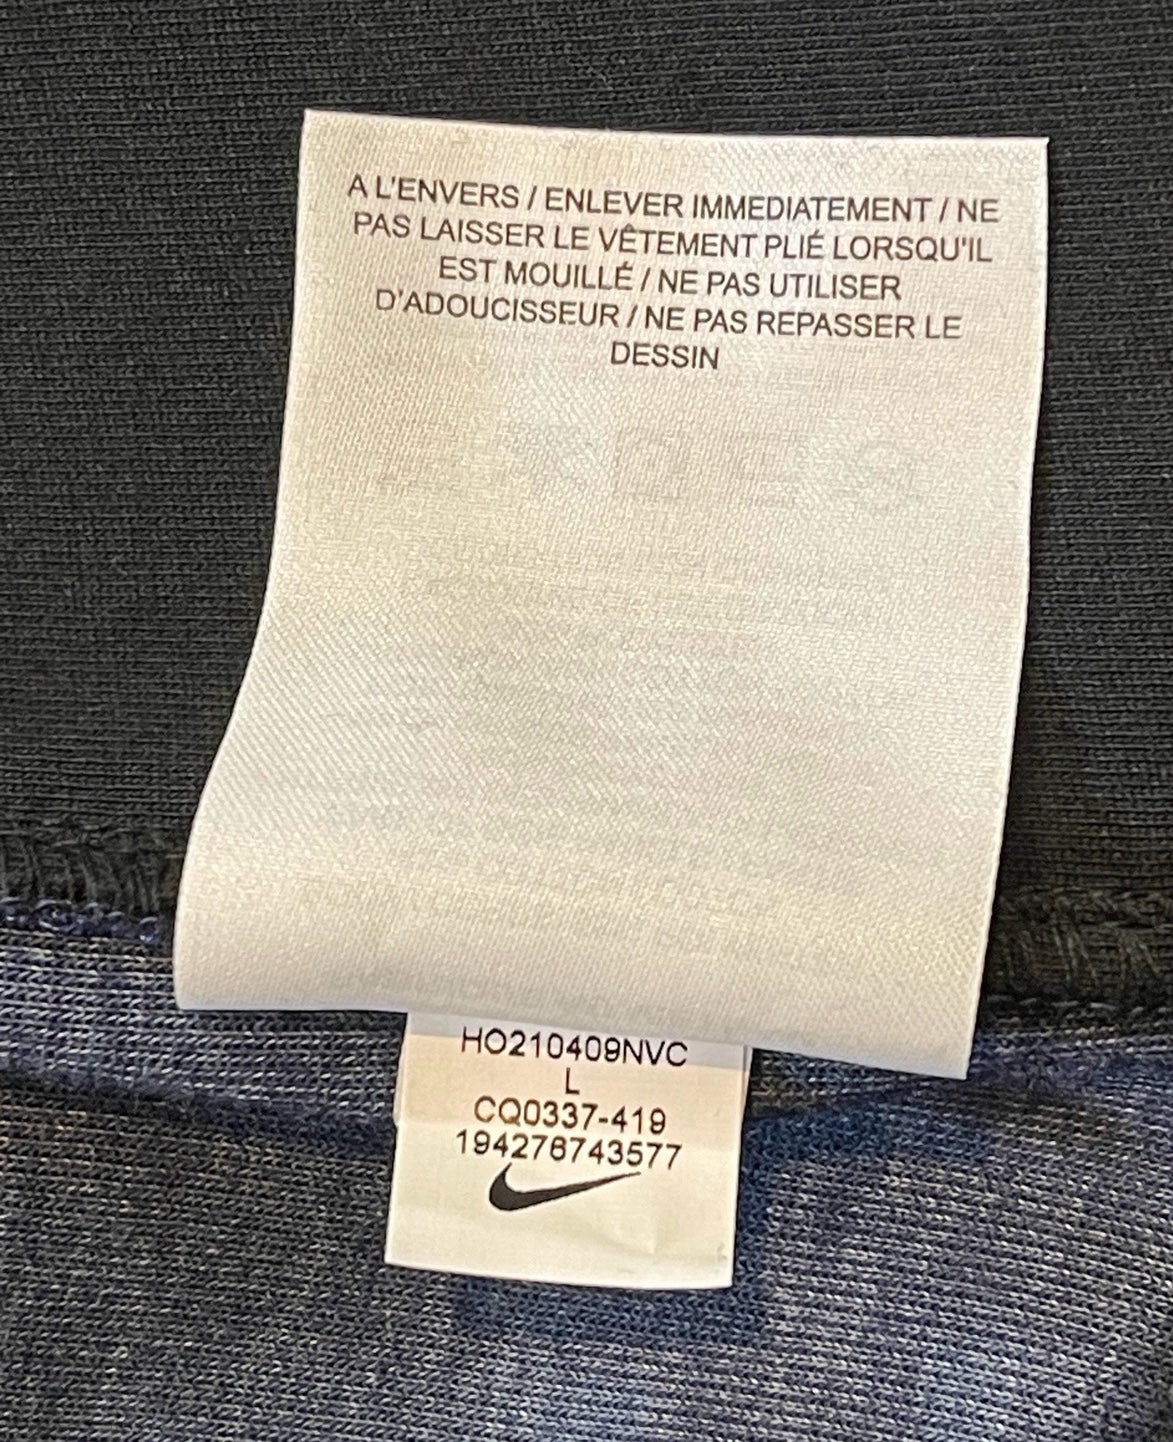 A L'ENVERS / ENLEVER IMMEDIATEMENT / NE
PAS LAISSER LE VÊTEMENT PLIÉ LORSQU'IL
EST MOUILLÉ / NE PAS UTILISER
D'ADOUCISSEUR / NE PAS REPASSER LE
DESSIN
HO210409NVC
L
CQ0337-419
194276743577